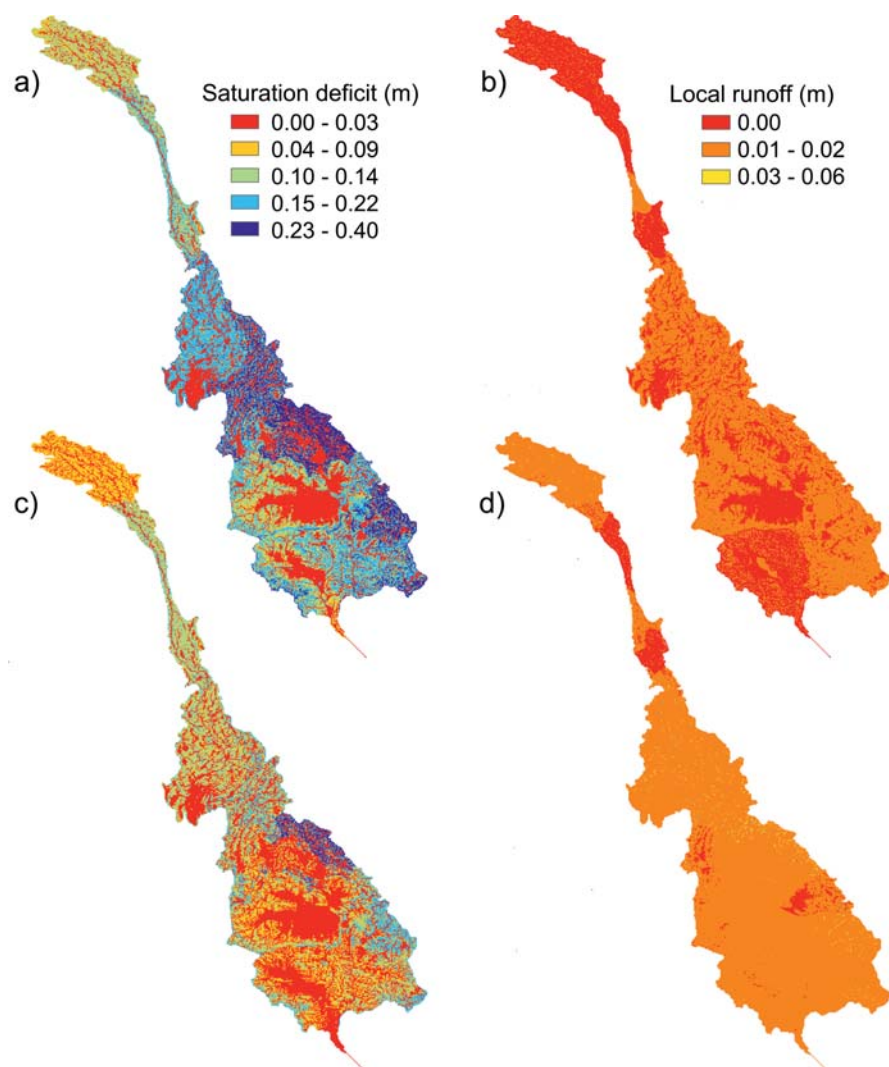 a)
Saturation deficit (m)
0.00 - 0.03
0.04 - 0.09
0.10 - 0.14
0.15 - 0.22
0.23 - 0.40
b)
Local runoff (m)
0.00
0.01 - 0.02
0.03 - 0.06
c)
d)